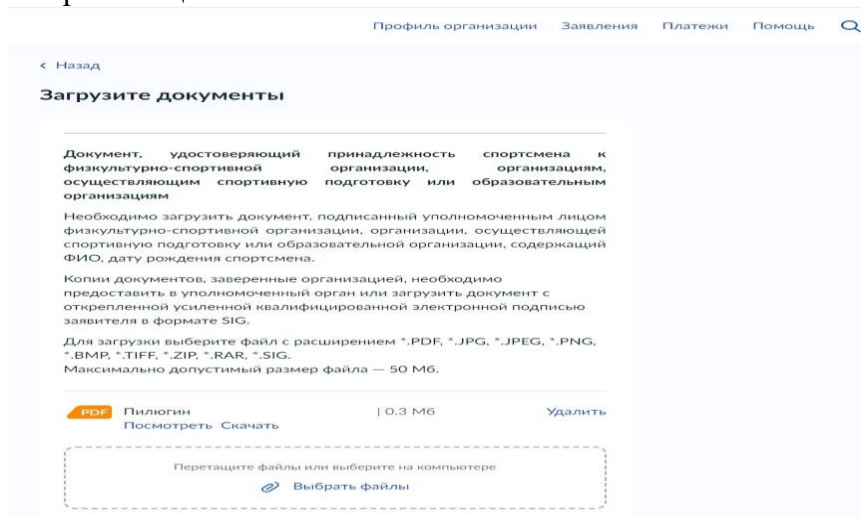 Профиль организации Заявления Платежи Помощь
< Назад
Загрузите документы
Документ, удостоверяющий принадлежность спортсмена к
физкультурно-спортивной организации, организациям,
осуществляющим спортивную подготовку или образовательным
организациям
Необходимо загрузить документ, подписанный уполномоченным лицом
физкультурно-спортивной организации, организации, осуществляющей
спортивную подготовку или образовательной организации, содержащий
ФИО, дату рождения спортсмена.
Копии документов, заверенные организацией, необходимо
предоставить в уполномоченный орган или загрузить документ с
открепленной усиленной квалифицированной электронной подписью
заявителя в формате SIG.
Для загрузки выберите файл с расширением *.PDF, *.JPG, *.JPEG, *.PNG,
*.BMP, *.TIFF, *.ZIP, *.RAR, *.SIG.
Максимально допустимый размер файла — 50 Мб.
PDF Пилюгин | 0.3 Мб Удалить
Посмотреть Скачать
Перетащите файлы или выберите на компьютере
Выбрать файлы